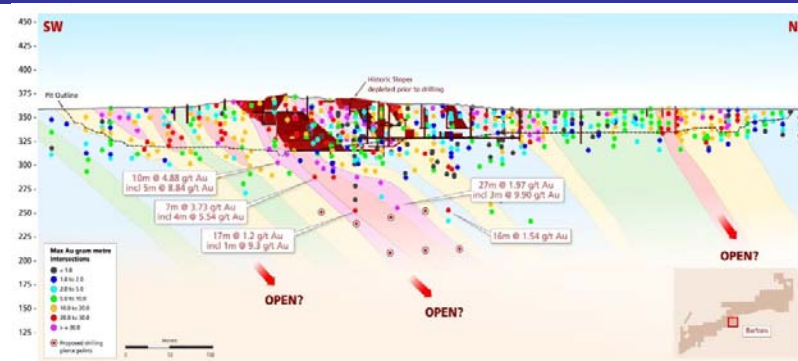 SW
N
450
425
400
375
350
325
300
275
250
225
200
175
150
125
Historic Stopes
depleted prior to drilling
Pit Outline
10m @ 4.88 g/t Au
incl 5m @ 8.84 g/t Au
7m @ 3.73 g/t Au
incl 4m @ 5.54 g/t Au
17m @ 1.2 g/t Au
incl 1m @ 9.3 g/t Au
27m @ 1.97 g/t Au
incl 3m @ 9.90 g/t Au
16m @ 1.54 g/t Au
OPEN?
OPEN?
OPEN?
Max Au gram metre
Intersections
< 1.0
1.0 to 2.0
2.0 to 5.0
5.0 to 10.0
10.0 to 20.0
20.0 to 30.0
> = 30.0
Proposed drilling
pierce points